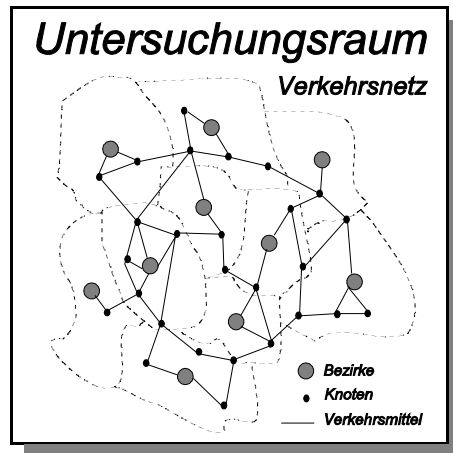 Untersuchungsraum
Verkehrsnetz
Bezirke
Knoten
Verkehrsmittel